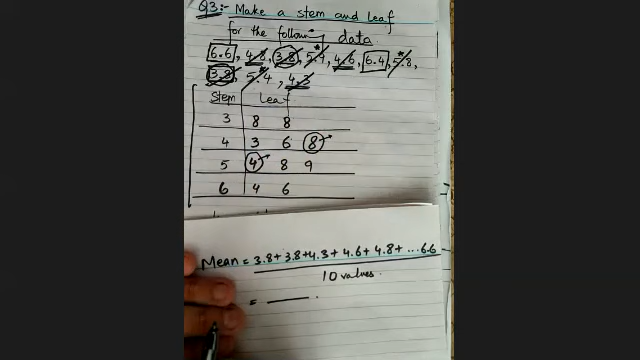 Q3:- Make a stem and leaf
for the following data
6.6, 4.8, 3.8, 5.4, 4.6, 6.4, 5.8,
3.8, 5.4, 4.3
Stem Leaf
3 8 8
4 3 6 8
5 4 8 9
6 4 6
Mean = 3.8+3.8+4.3+4.6+4.8+ ...6.6
10 values.
=